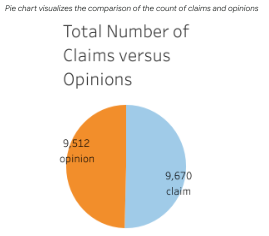 Pie chart visualizes the comparison of the count of claims and opinions
Total Number of
Claims versus
Opinions
9,512
opinion
9,670
claim